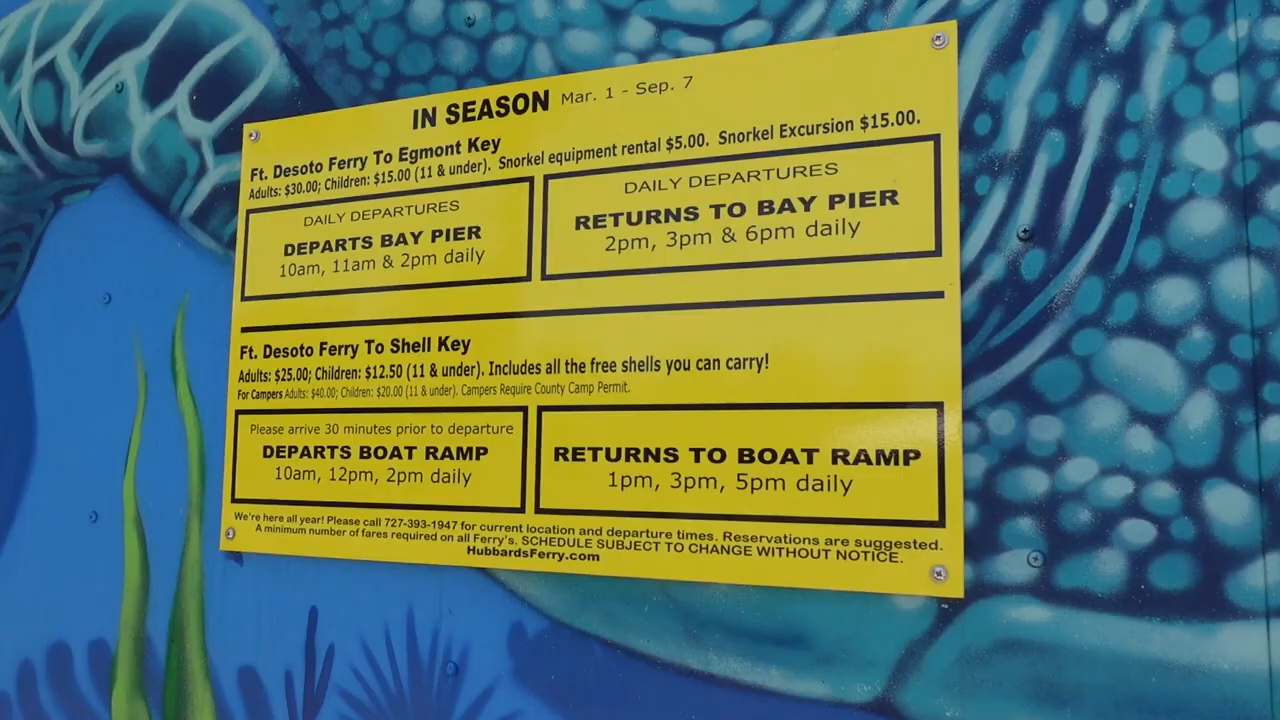 IN SEASON Mar. 1 - Sep. 7
Ft. Desoto Ferry To Egmont Key
Adults: $30.00; Children: $15.00 (11 & under). Snorkel equipment rental $5.00. Snorkel Excursion $15.00.
DAILY DEPARTURES
DEPARTS BAY PIER
10am, 11am & 2pm daily
DAILY DEPARTURES
RETURNS TO BAY PIER
2pm, 3pm & 6pm daily
Ft. Desoto Ferry To Shell Key
Adults: $25.00; Children: $12.50 (11 & under). Includes all the free shells you can carry!
For Campers Adults: $40.00; Children: $20.00 (11 & under). Campers Require County Camp Permit.
Please arrive 30 minutes prior to departure
DEPARTS BOAT RAMP
10am, 12pm, 2pm daily
RETURNS TO BOAT RAMP
1pm, 3pm, 5pm daily
We're here all year! Please call 727-393-1947 for current location and departure times. Reservations are suggested.
A minimum number of fares required on all Ferry's. SCHEDULE SUBJECT TO CHANGE WITHOUT NOTICE.
HubbardsFerry.com